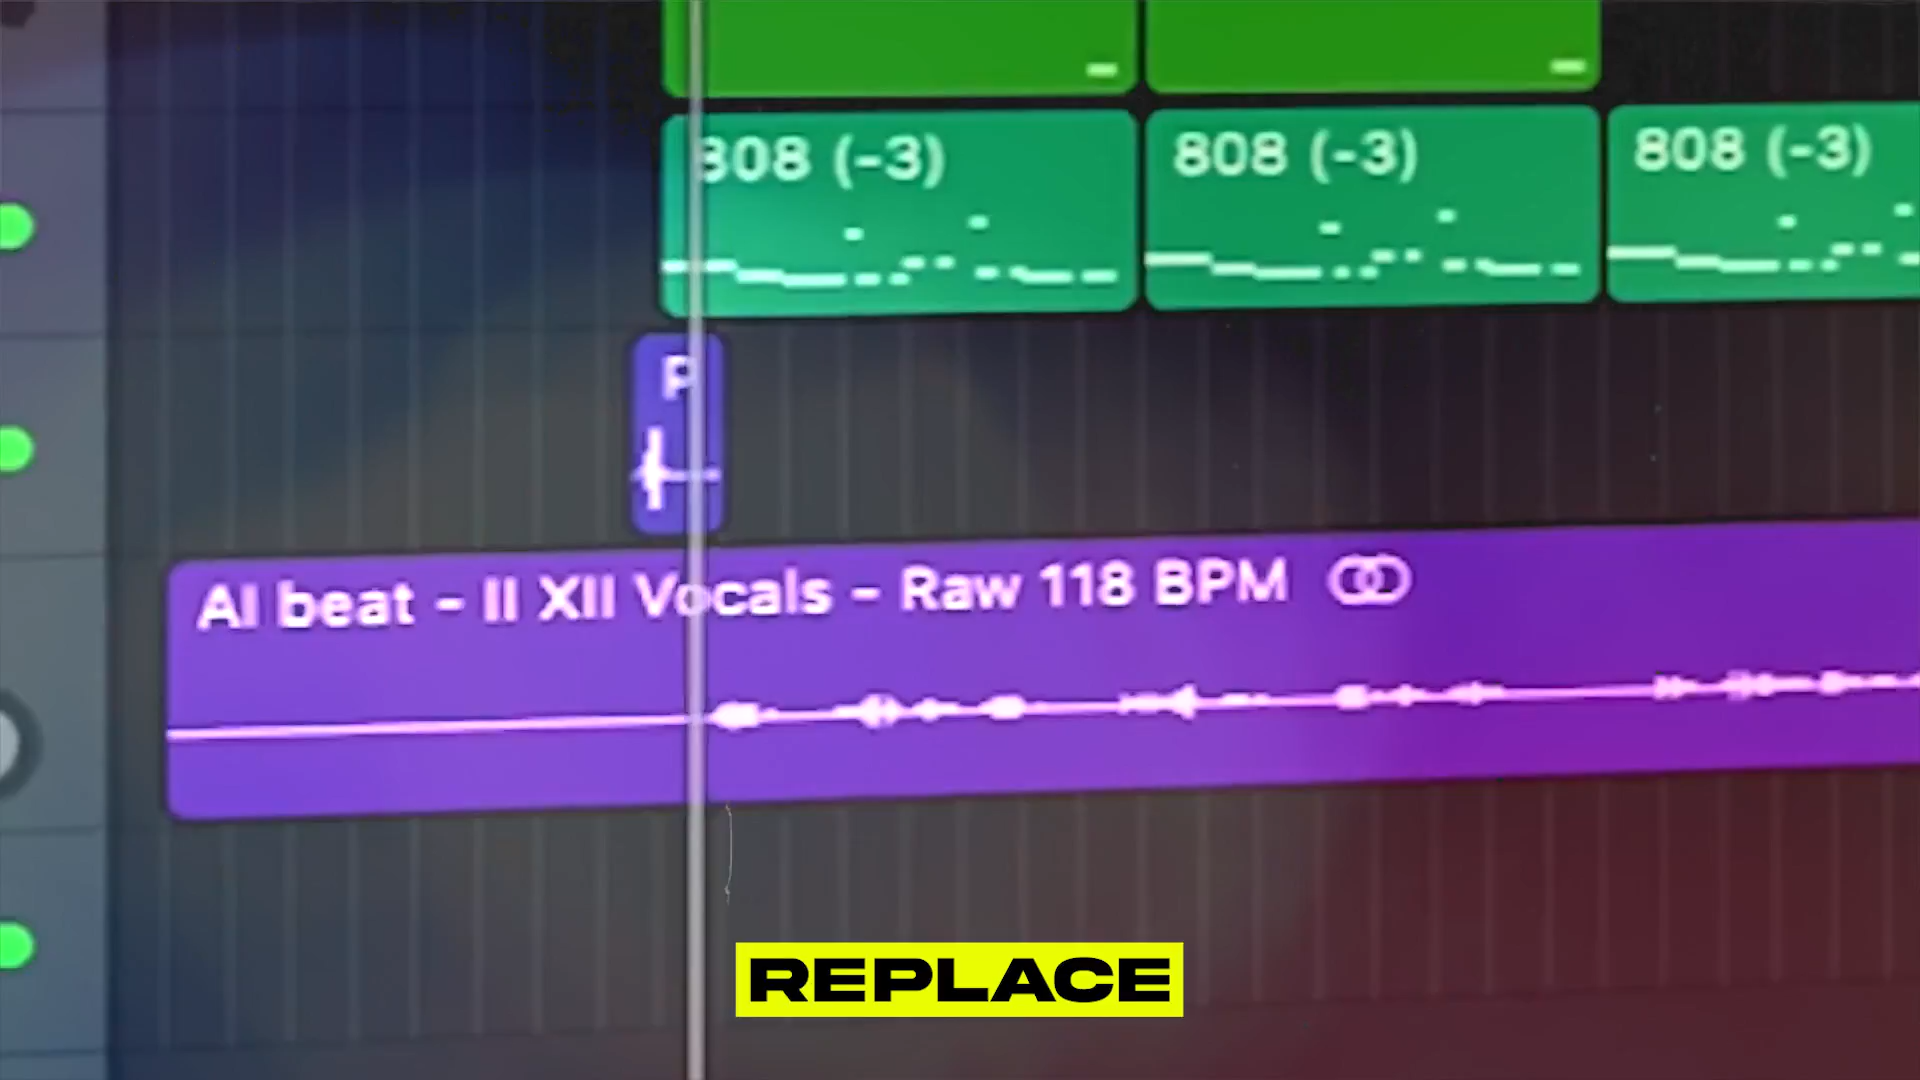 808 (-3) 808 (-3) 808 (-3)
P
AI beat - II XII Vocals - Raw 118 BPM
REPLACE